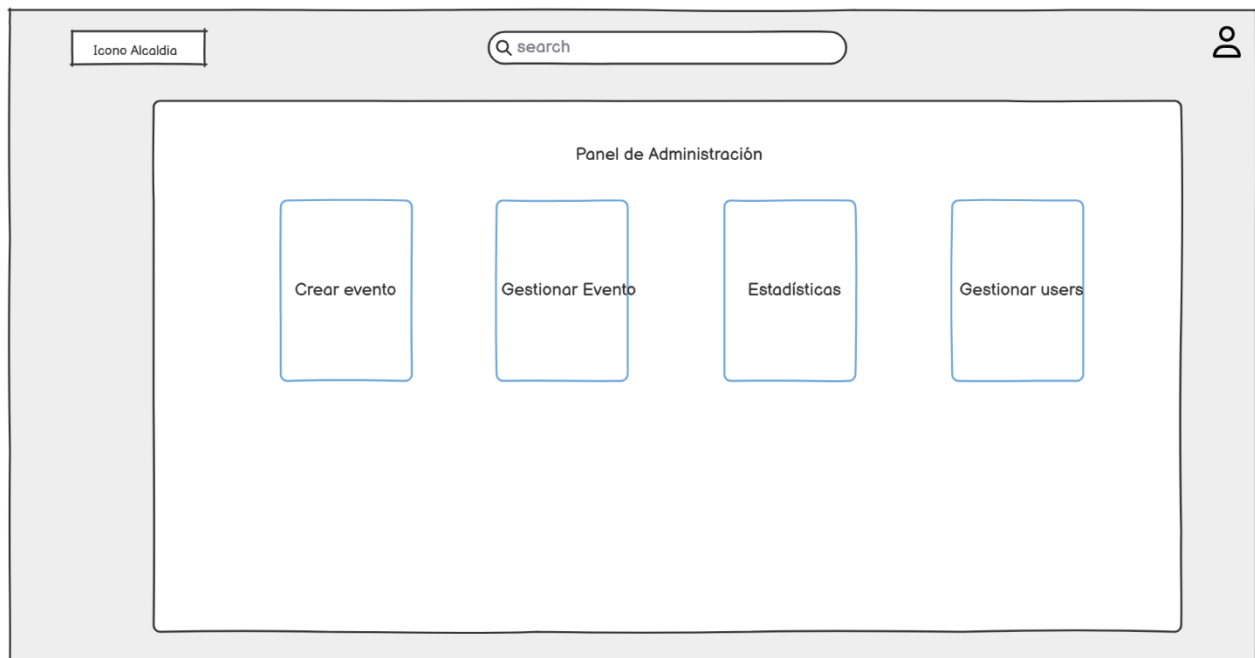 Icono Alcaldia
search
Panel de Administración
Crear evento
Gestionar Evento
Estadísticas
Gestionar users